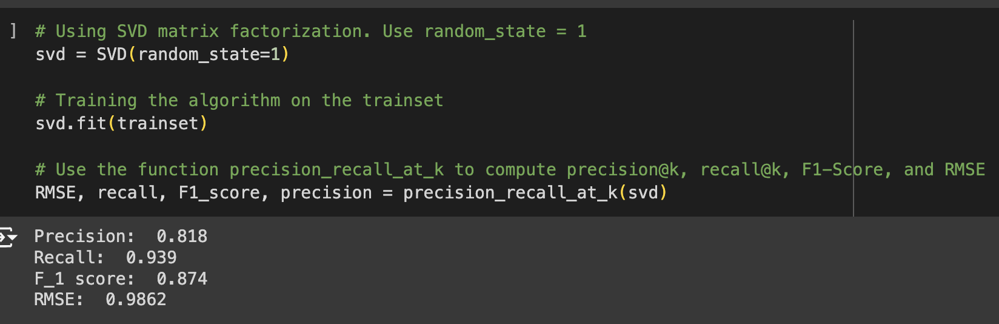 ] # Using SVD matrix factorization. Use random_state = 1
svd = SVD(random_state=1)
# Training the algorithm on the trainset
svd.fit(trainset)
# Use the function precision_recall_at_k to compute precision@k, recall@k, F1-Score, and RMSE
RMSE, recall, F1_score, precision = precision_recall_at_k(svd)
Precision:  0.818
Recall:  0.939
F_1 score:  0.874
RMSE:  0.9862